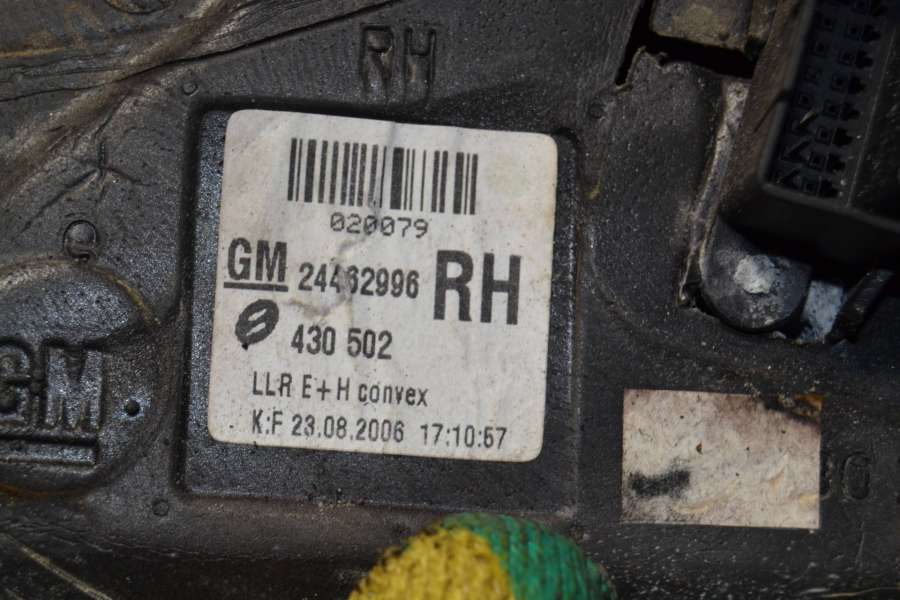 RH
020079
GM 24462996 RH
430 502
LLR E+H convex
K:F 23.08.2006 17:10:57
GM